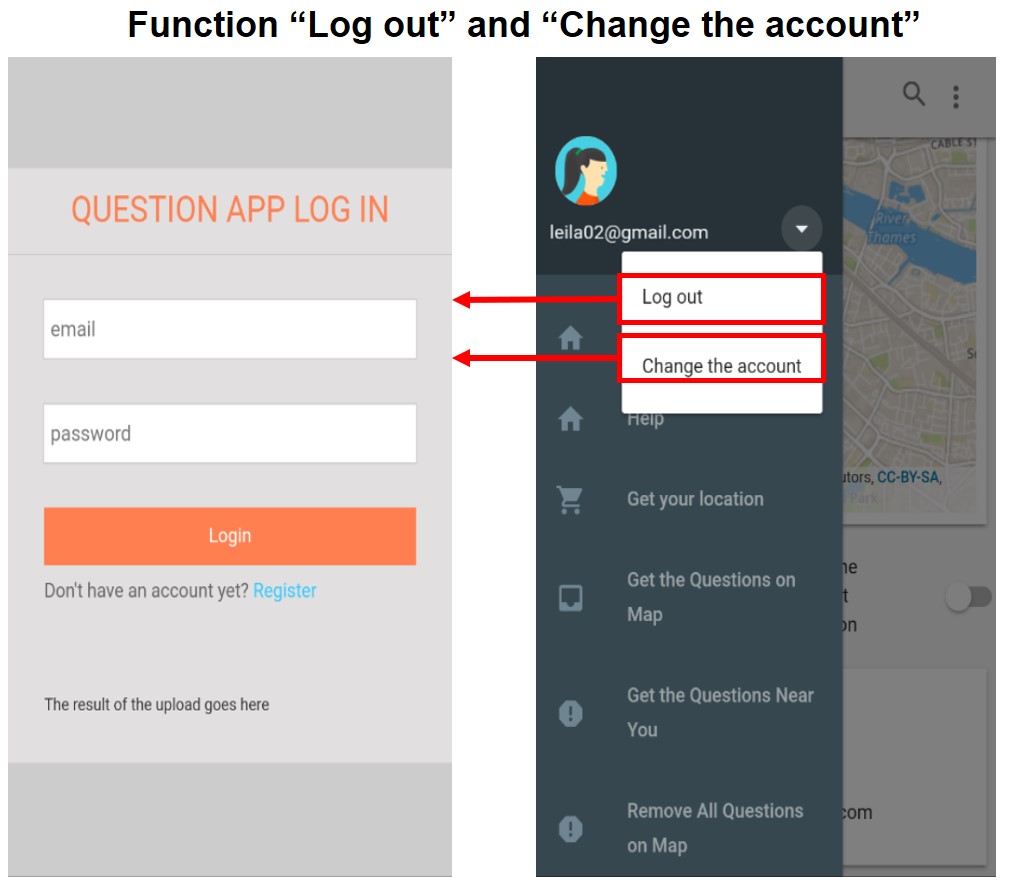 Function “Log out” and “Change the account”
QUESTION APP LOG IN
email
password
Login
Don't have an account yet? Register
The result of the upload goes here
leila02@gmail.com
Log out
Change the account
Help
Get your location
Get the Questions on
Map
Get the Questions Near
You
Remove All Questions
on Map
CABLE ST
River
Thames
utors, CC-BY-SA,
Park
ne
t
on
com